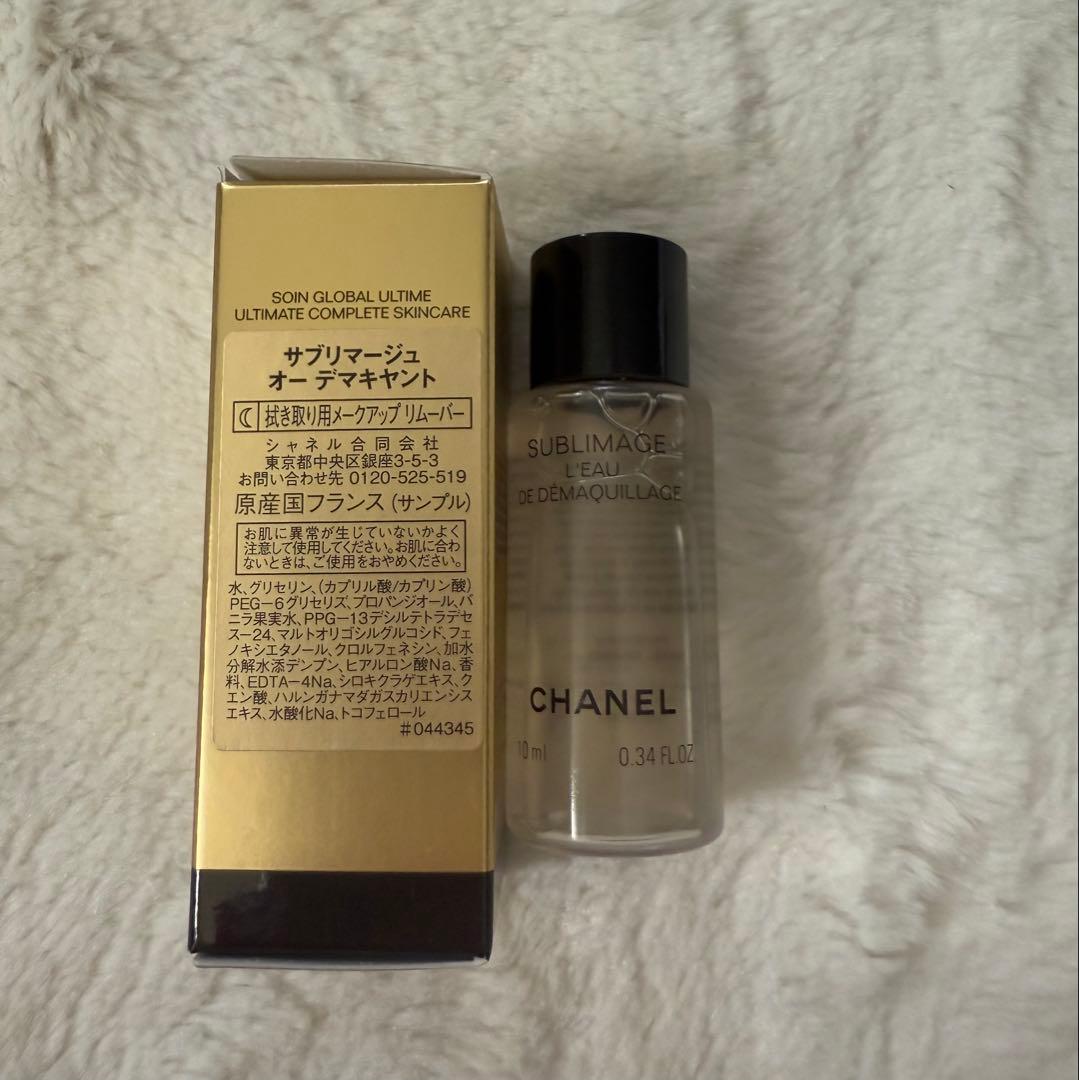 SOIN GLOBAL ULTIME
ULTIMATE COMPLETE SKINCARE
サブリマージュ
オー デマキヤント
拭き取り用メークアップ リムーバー
シャネル合同会社
東京都中央区銀座3-5-3
お問い合わせ先 0120-525-519
原産国フランス (サンプル)
お肌に異常が生じていないかよく
注意して使用してください。お肌に合わ
ないときは、ご使用をおやめください。
水、グリセリン、(カプリル酸/カプリン酸)
PEG-6グリセリズ、プロパンジオール、バ
ニラ果実水、PPG-13デシルテトラデセ
ス-24、マルトオリゴシルグルコシド、フェ
ノキシエタノール、クロルフェネシン、加水
分解水添デンプン、ヒアルロン酸Na、香
料、EDTA-4Na、シロキクラゲエキス、ク
エン酸、ハルンガナマダガスカリエンシス
エキス、水酸化Na、トコフェロール
#044345
SUBLIMAGE
L'EAU
DE DÉMAQUILLAGE
CHANEL
10 ml 0.34 FL.OZ